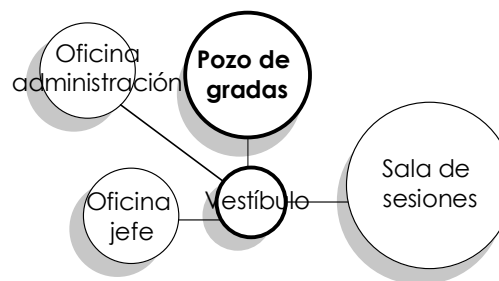 Oficina
administración
Pozo de
gradas
Sala de
sesiones
Oficina
jefe
Vestíbulo